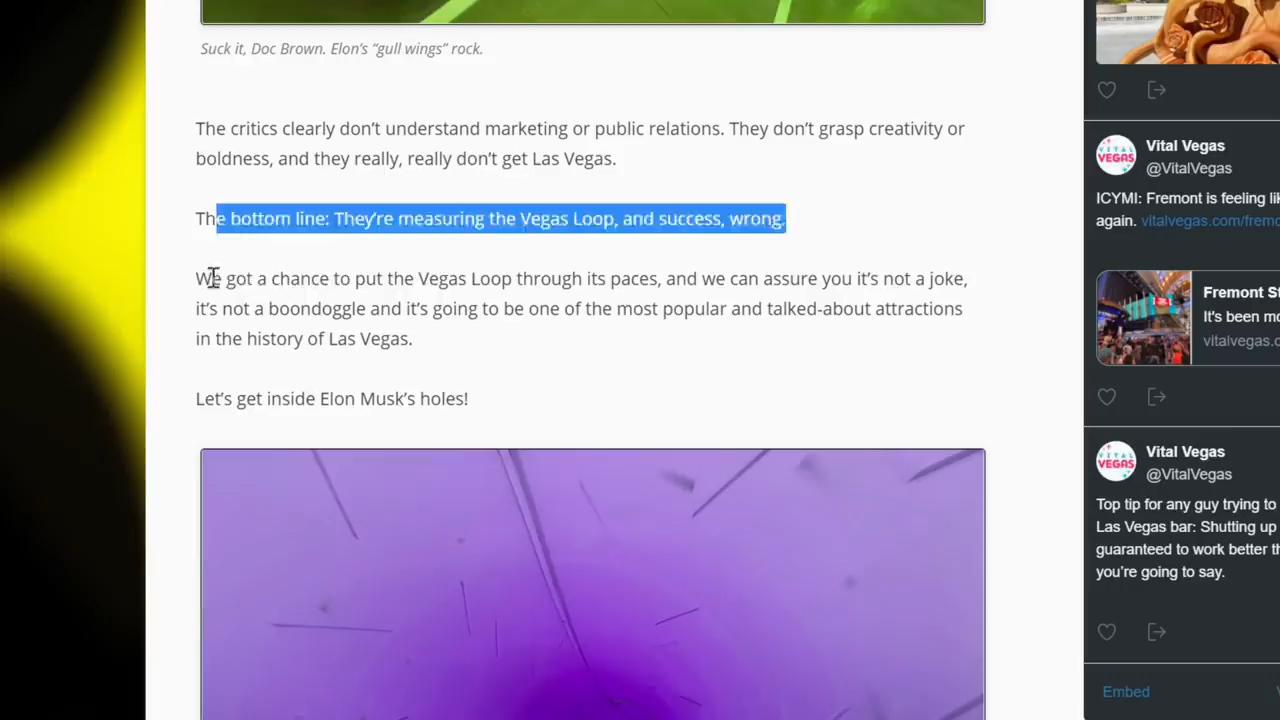 Suck it, Doc Brown. Elon’s “gull wings” rock.
The critics clearly don’t understand marketing or public relations. They don’t grasp creativity or
boldness, and they really, really don’t get Las Vegas.
The bottom line: They’re measuring the Vegas Loop, and success, wrong.
We got a chance to put the Vegas Loop through its paces, and we can assure you it’s not a joke,
it’s not a boondoggle and it’s going to be one of the most popular and talked-about attractions
in the history of Las Vegas.
Let’s get inside Elon Musk’s holes!
Vital Vegas
@VitalVegas
ICYMI: Fremont is feeling li
again. vitalvegas.com/frem
Fremont St
It's been mo
vitalvegas.c
VITAL
VEGAS
Vital Vegas
@VitalVegas
Top tip for any guy trying to
Las Vegas bar: Shutting up
guaranteed to work better th
you’re going to say.
VITAL
VEGAS
Embed